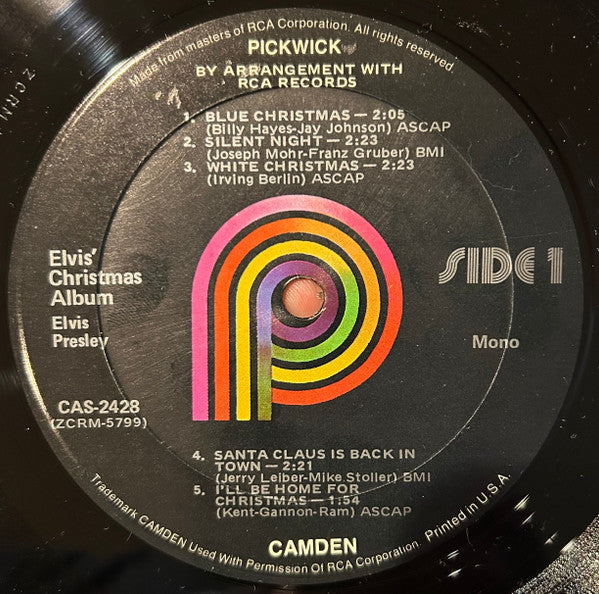 Made from masters of RCA Corporation. All rights reserved.
PICKWICK
BY ARRANGEMENT WITH
RCA RECORDS
1. BLUE CHRISTMAS — 2:05
(Billy Hayes-Jay Johnson) ASCAP
2. SILENT NIGHT — 2:23
(Joseph Mohr-Franz Gruber) BMI
3. WHITE CHRISTMAS — 2:23
(Irving Berlin) ASCAP
Elvis'
Christmas
Album
Elvis
Presley
SIDE 1
Mono
CAS-2428
(ZCRM-5799)
4. SANTA CLAUS IS BACK IN
TOWN — 2:21
(Jerry Leiber-Mike Stoller) BMI
5. I'LL BE HOME FOR
CHRISTMAS — 1:54
(Kent-Gannon-Ram) ASCAP
CAMDEN
Trademark CAMDEN Used With Permission Of RCA Corporation. Printed in U.S.A.
ZCRM